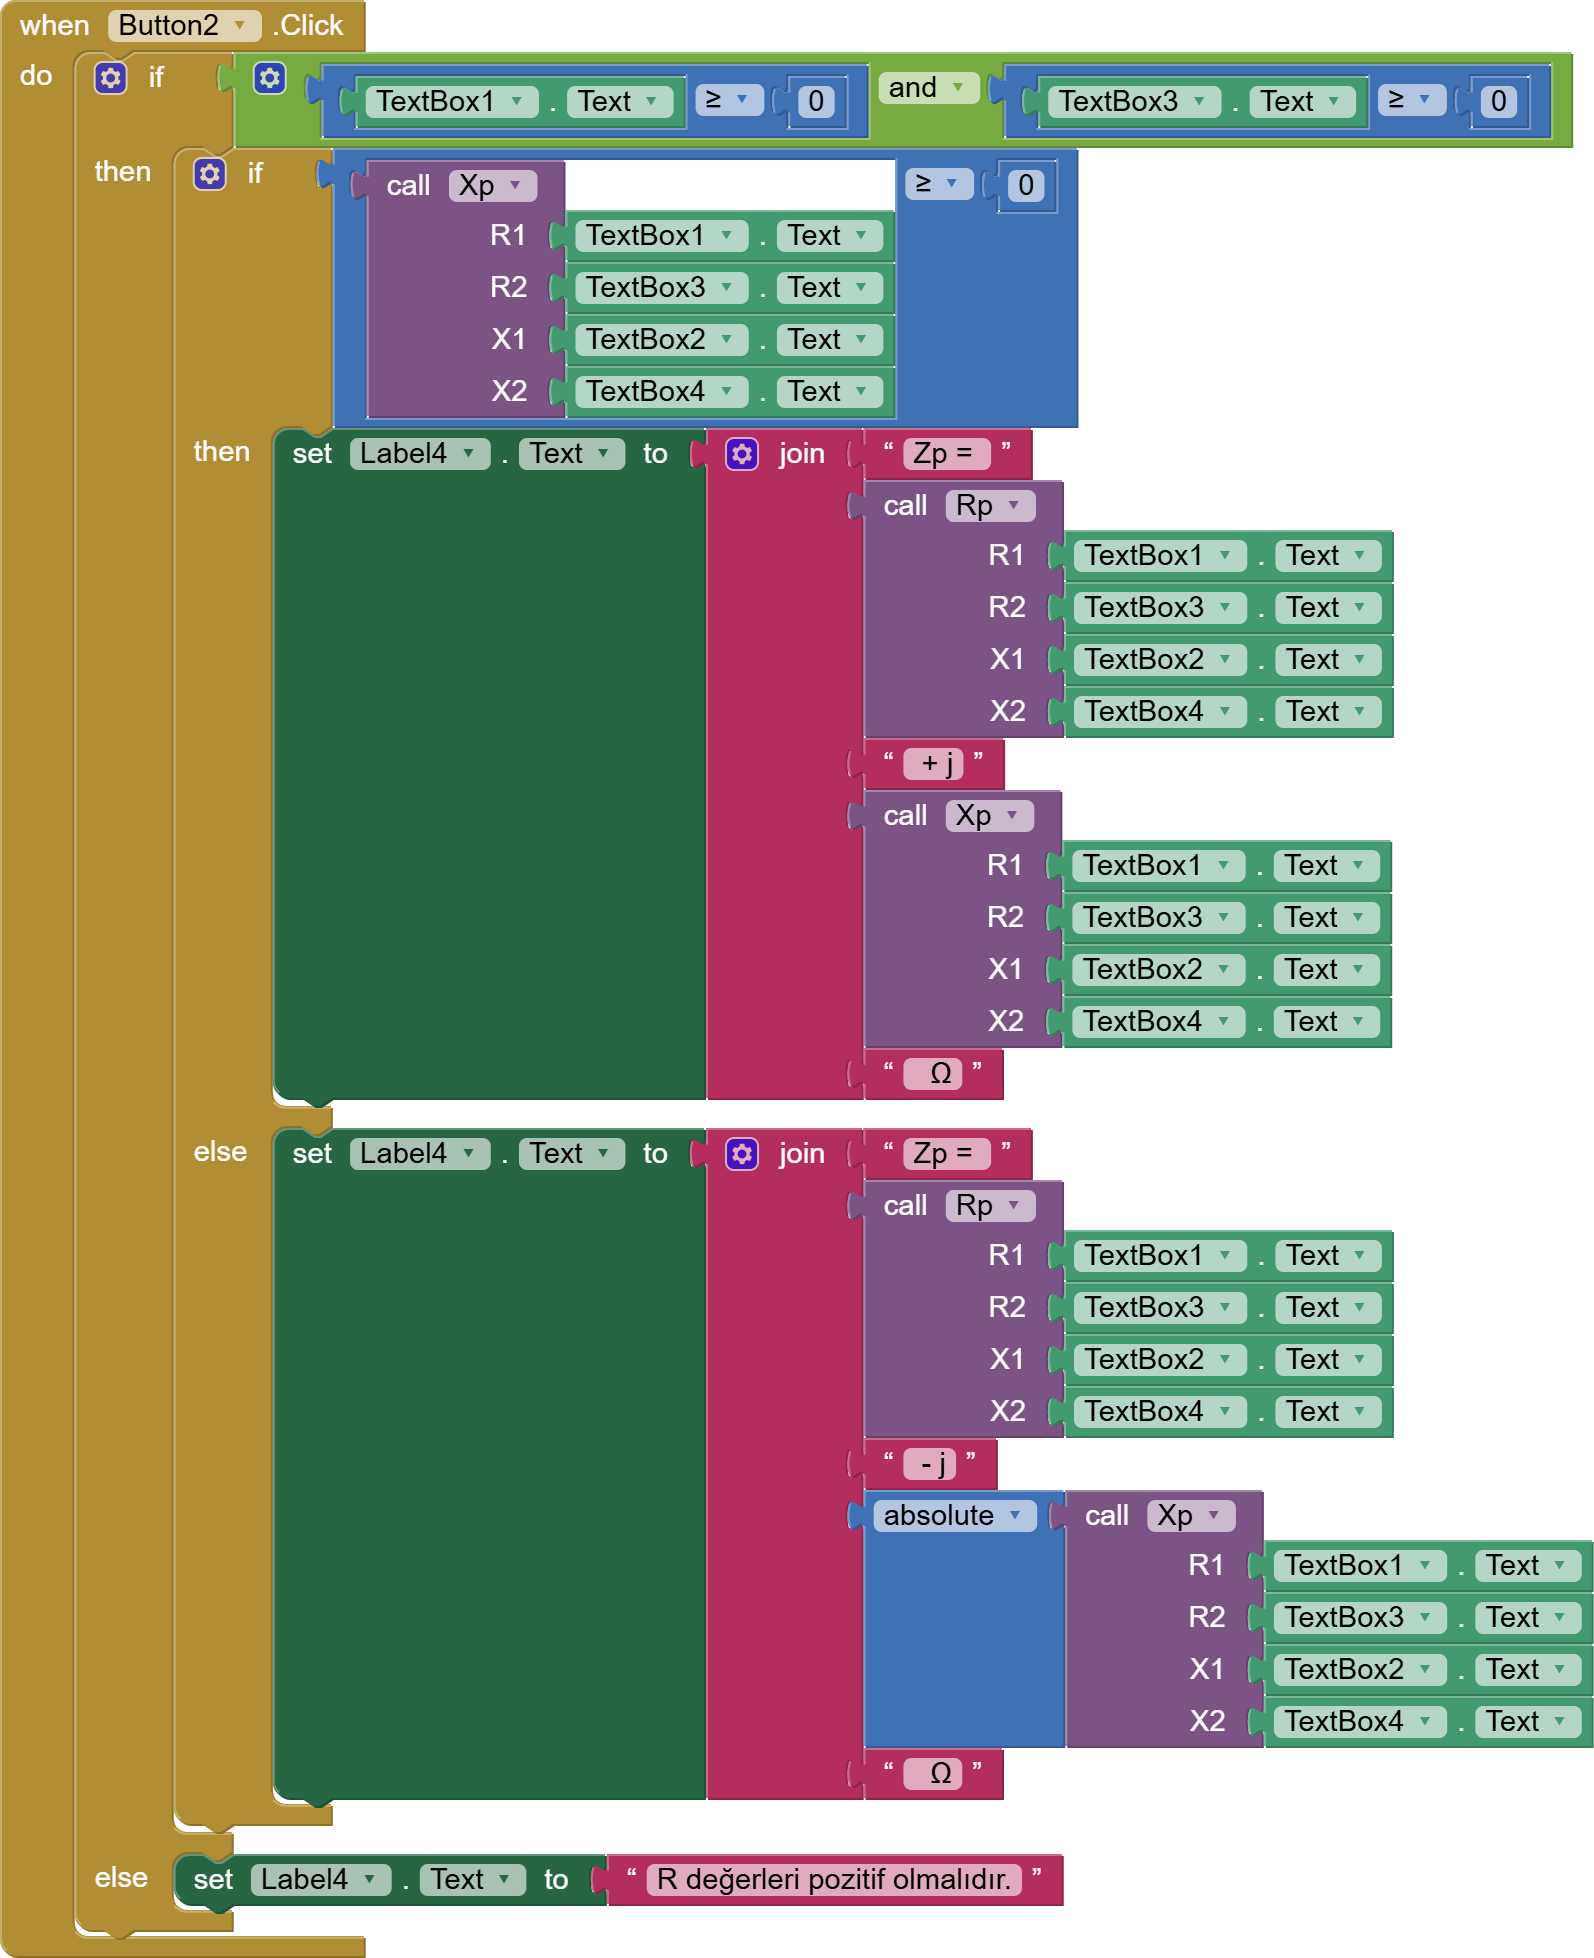 when Button2 .Click
do if TextBox1 . Text ≥ 0 and TextBox3 . Text ≥ 0
then if call Xp ≥ 0
R1 TextBox1 . Text
R2 TextBox3 . Text
X1 TextBox2 . Text
X2 TextBox4 . Text
then set Label4 . Text to join “ Zp = ”
call Rp
R1 TextBox1 . Text
R2 TextBox3 . Text
X1 TextBox2 . Text
X2 TextBox4 . Text
“ + j ”
call Xp
R1 TextBox1 . Text
R2 TextBox3 . Text
X1 TextBox2 . Text
X2 TextBox4 . Text
“ Ω ”
else set Label4 . Text to join “ Zp = ”
call Rp
R1 TextBox1 . Text
R2 TextBox3 . Text
X1 TextBox2 . Text
X2 TextBox4 . Text
“ - j ”
absolute call Xp
R1 TextBox1 . Text
R2 TextBox3 . Text
X1 TextBox2 . Text
X2 TextBox4 . Text
“ Ω ”
else set Label4 . Text to “ R değerleri pozitif olmalıdır. ”